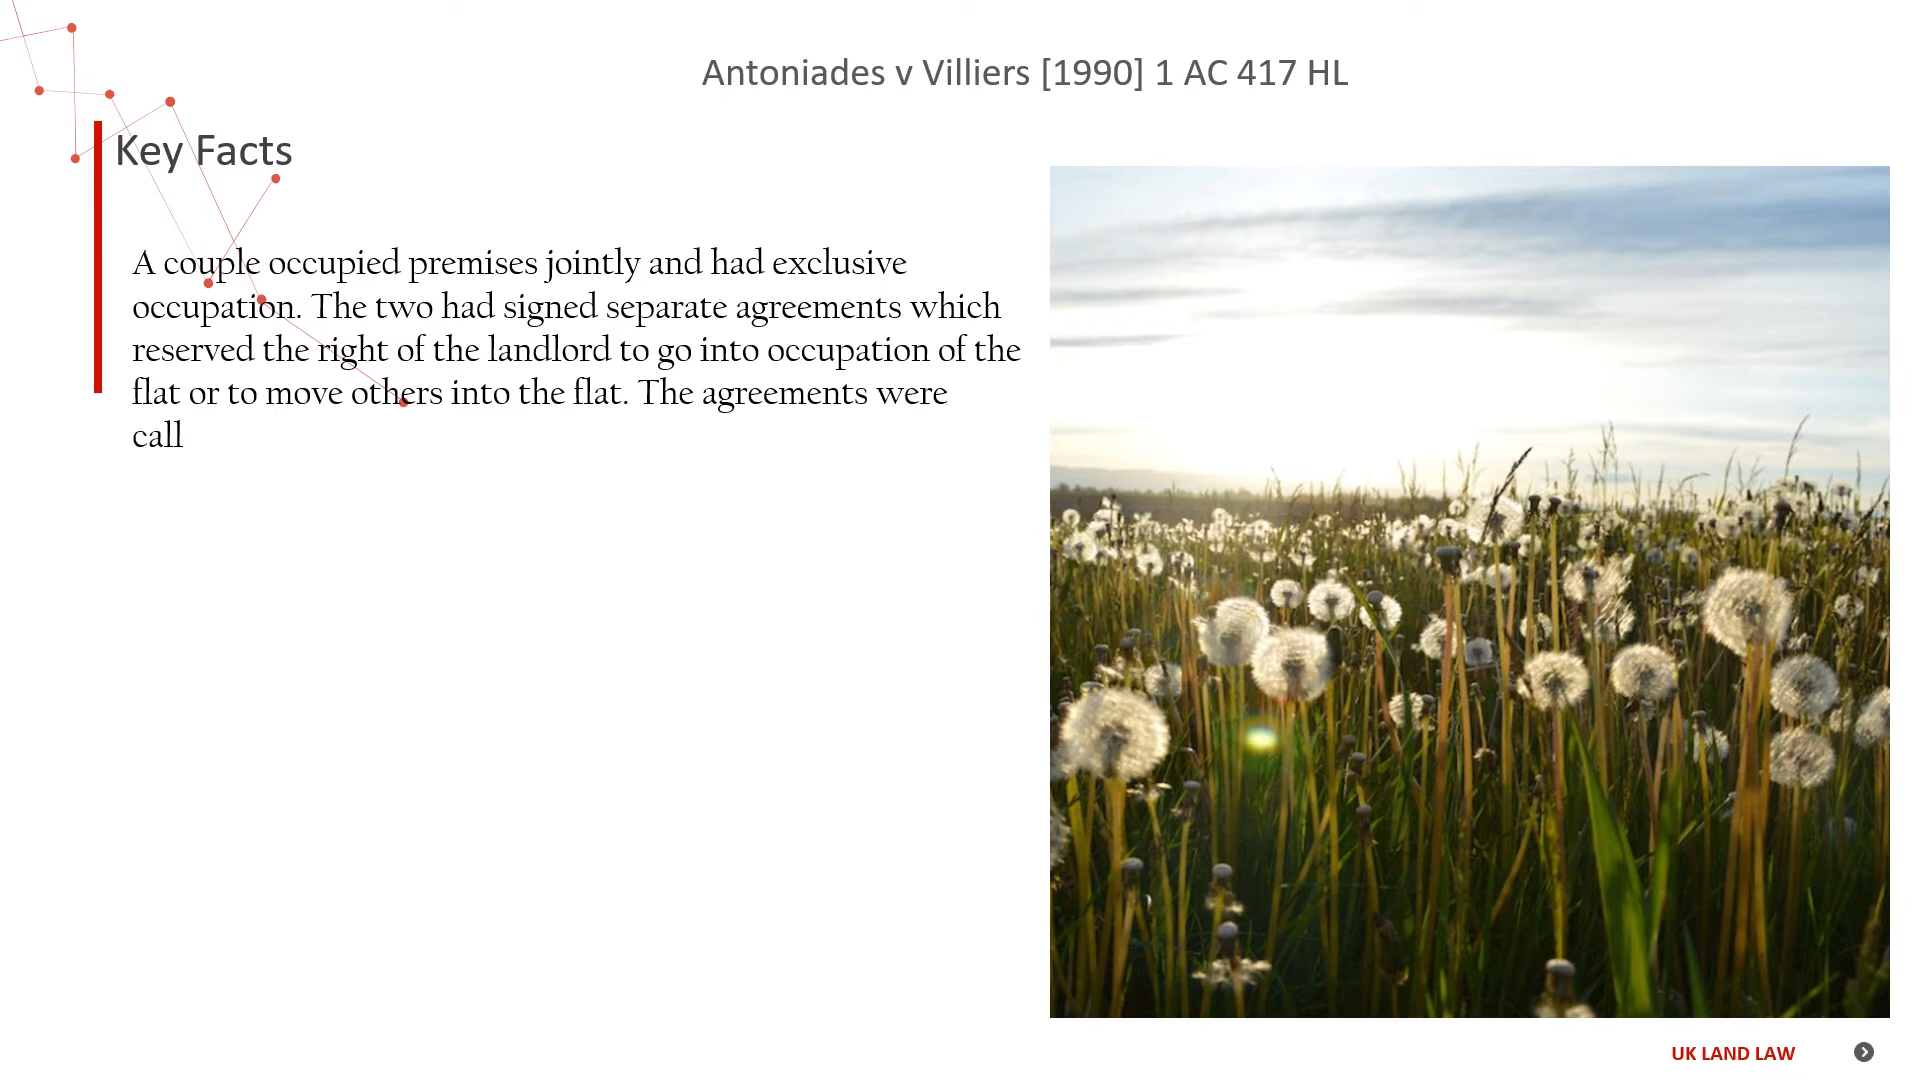 Antoniades v Villiers [1990] 1 AC 417 HL
Key Facts
A couple occupied premises jointly and had exclusive
occupation. The two had signed separate agreements which
reserved the right of the landlord to go into occupation of the
flat or to move others into the flat. The agreements were
call
UK LAND LAW